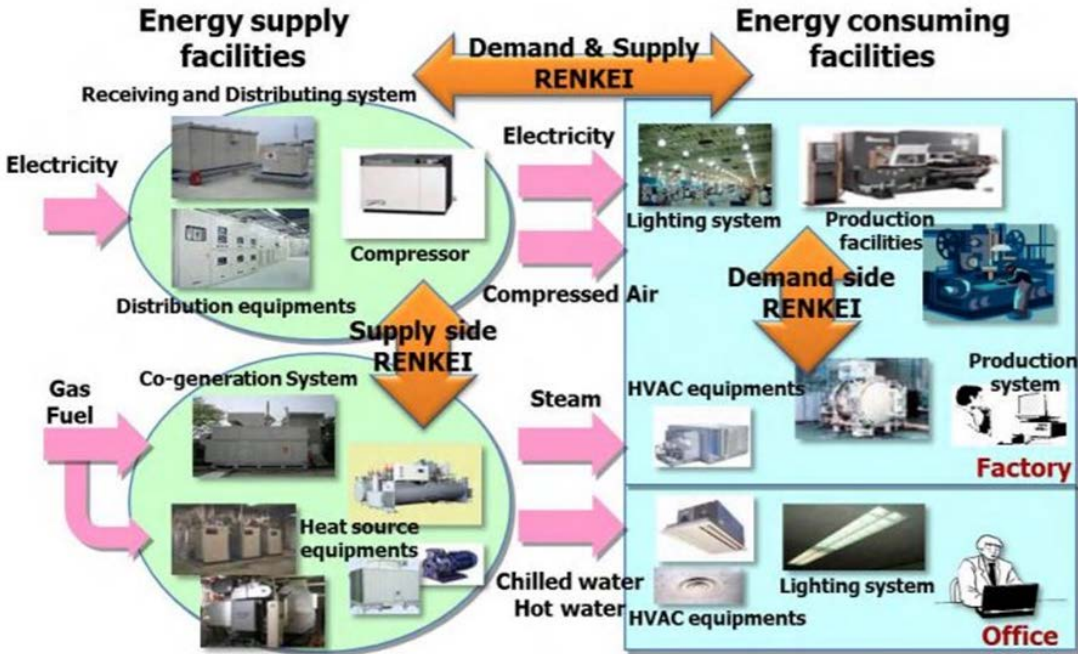 Energy supply
facilities
Energy consuming
facilities
Demand & Supply
RENKEI
Receiving and Distributing system
Electricity
Compressor
Distribution equipments
Electricity
Compressed Air
Lighting system
Production
facilities
Demand side
RENKEI
Supply side
RENKEI
Gas
Fuel
Co-generation System
Heat source
equipments
Steam
Chilled water
Hot water
HVAC equipments
Production
system
Factory
Lighting system
HVAC equipments
Office